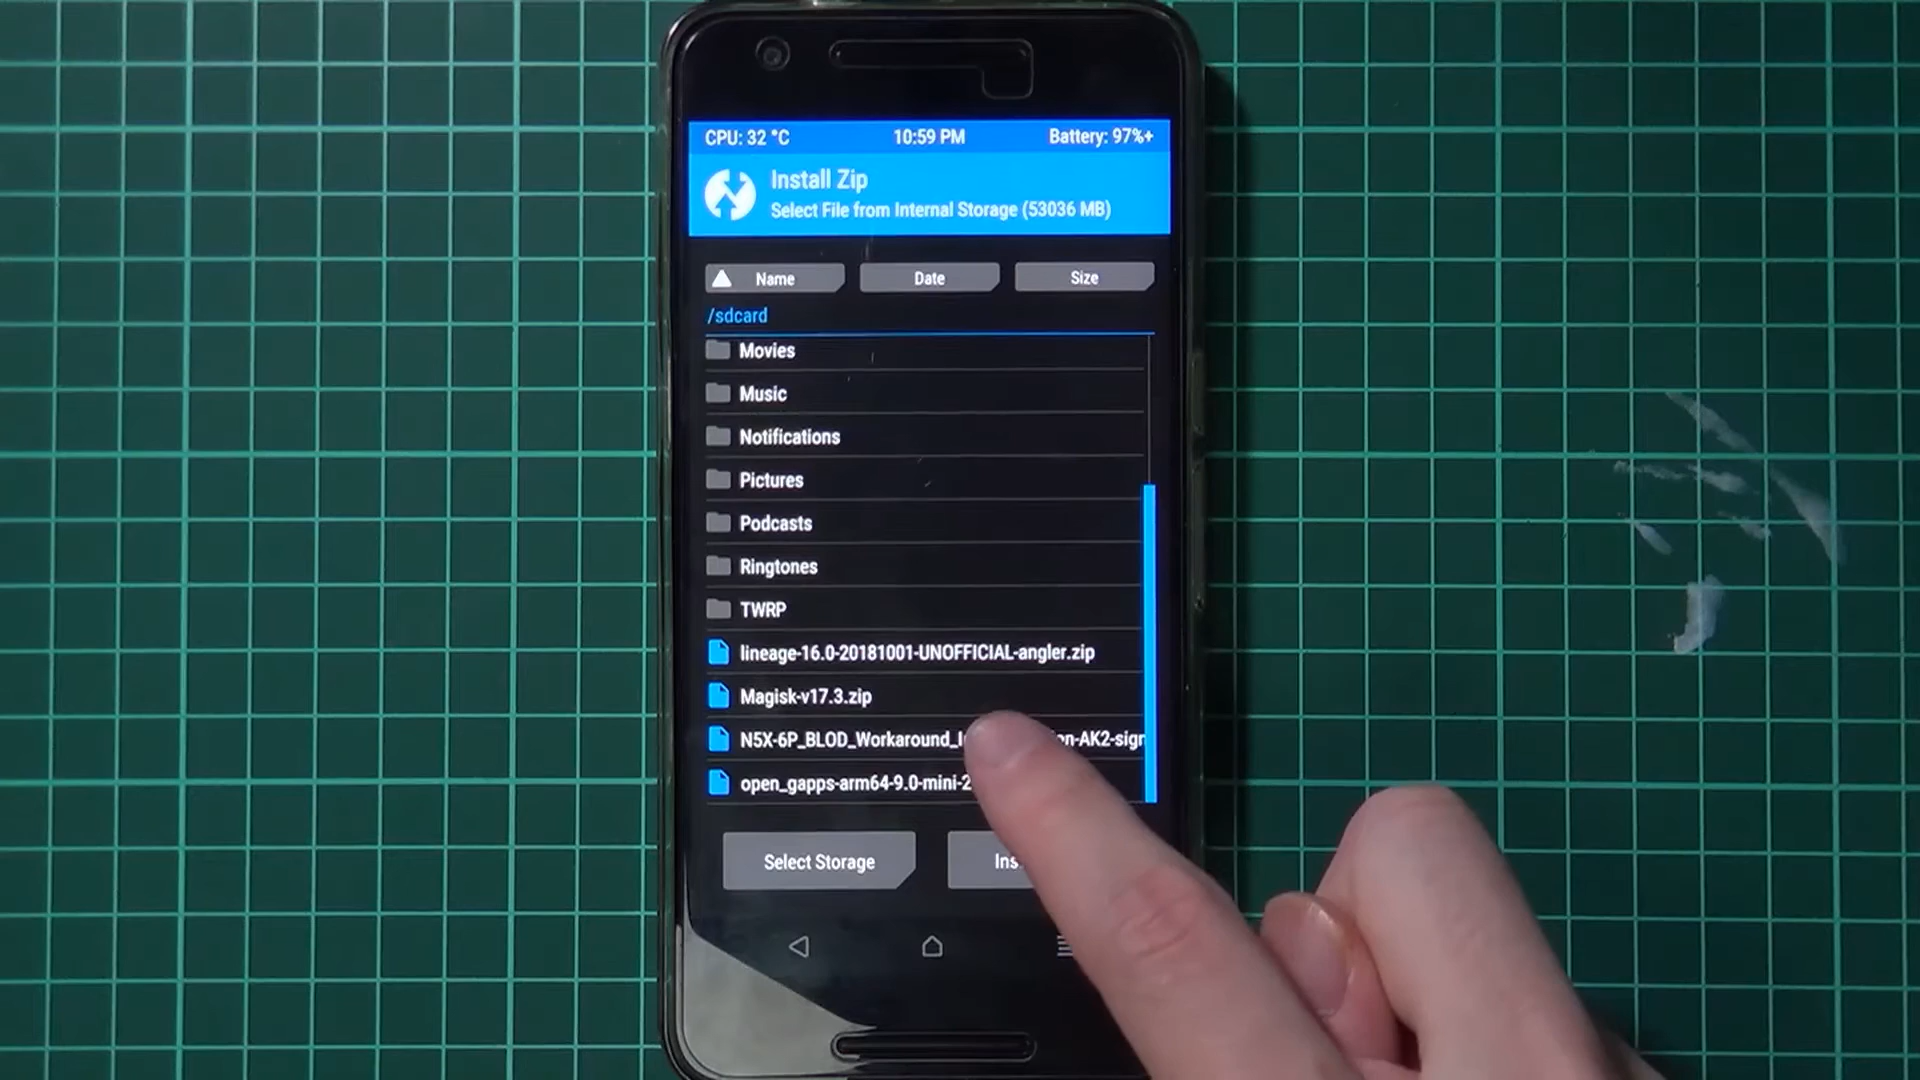 CPU: 32 °C 10:59 PM Battery: 97%+
Install Zip
Select File from Internal Storage (53036 MB)
Name Date Size
/sdcard
Movies
Music
Notifications
Pictures
Podcasts
Ringtones
TWRP
lineage-16.0-20181001-UNOFFICIAL-angler.zip
Magisk-v17.3.zip
N5X-6P_BLOD_Workaround_ on-AK2-sign
open_gapps-arm64-9.0-mini-2
Select Storage Ins